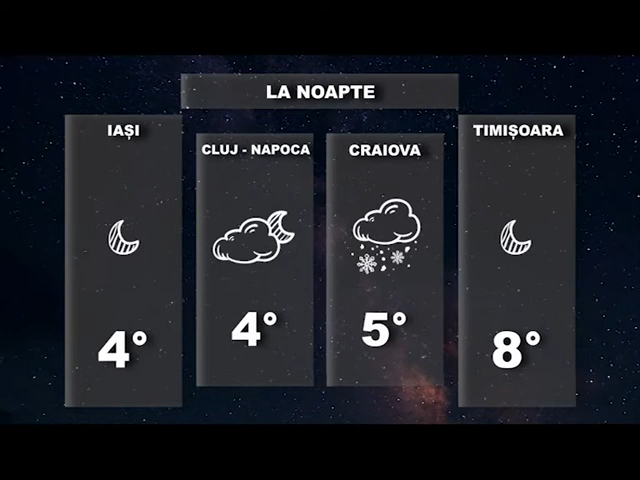 LA NOAPTE
IAȘI
4°
CLUJ - NAPOCA
4°
CRAIOVA
5°
TIMIȘOARA
8°